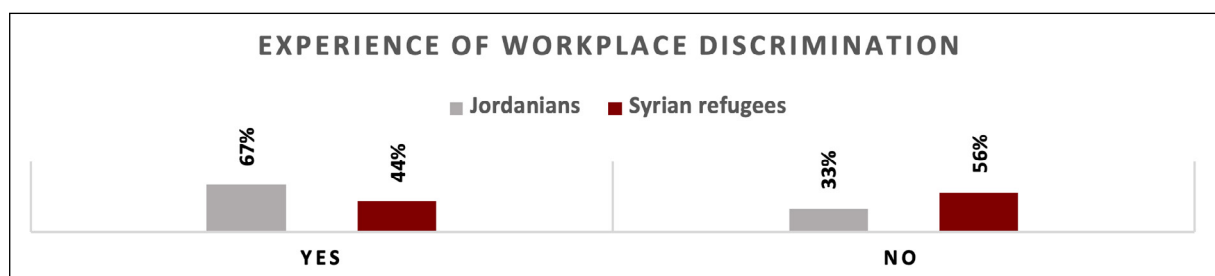 EXPERIENCE OF WORKPLACE DISCRIMINATION
Jordanians Syrian refugees
67% 44% 33% 56%
YES NO